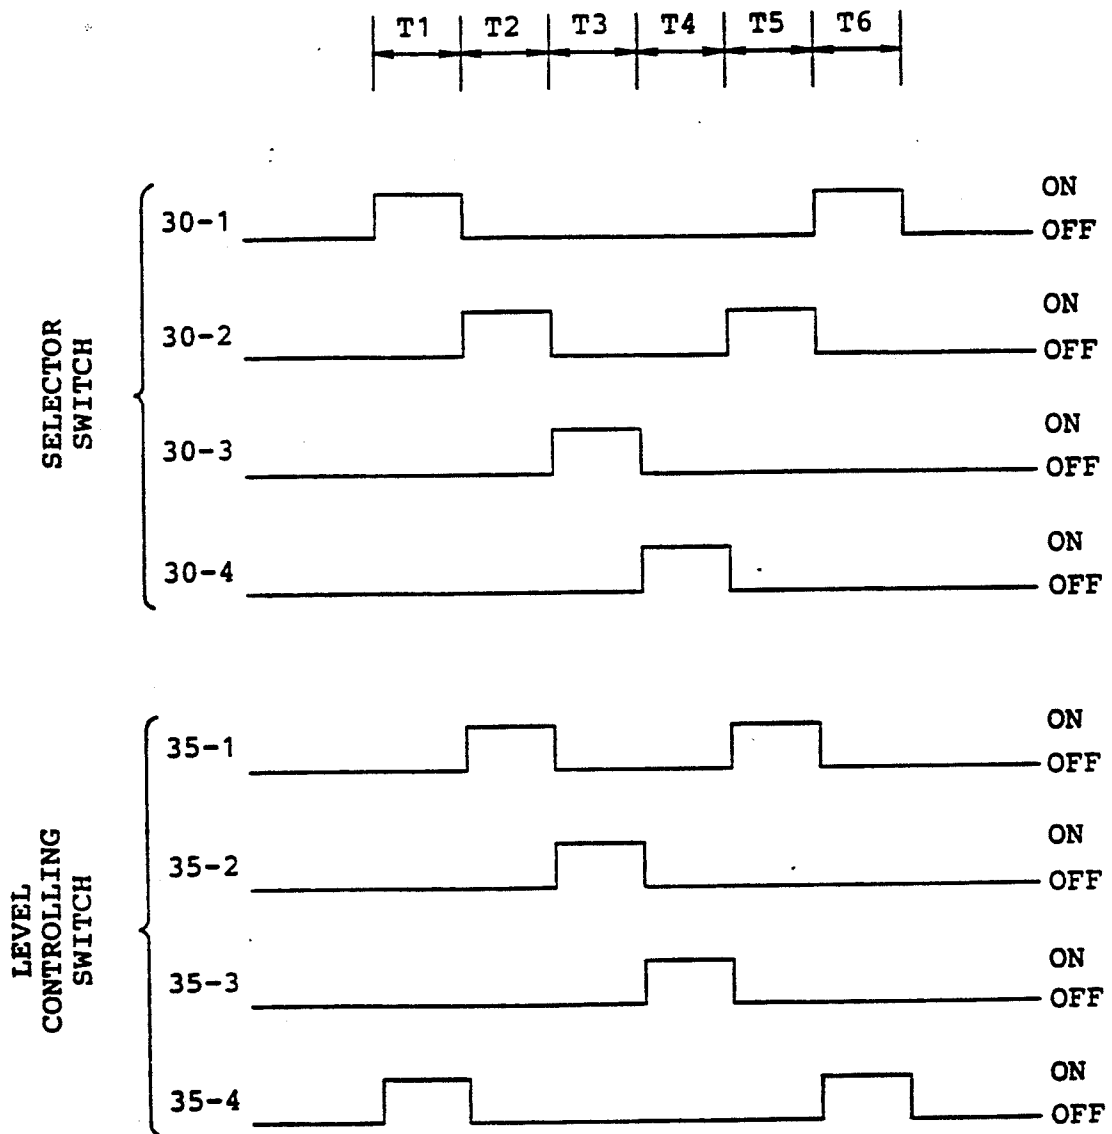 T1 T2 T3 T4 T5 T6
SELECTOR
SWITCH
30-1 ON
OFF
30-2 ON
OFF
30-3 ON
OFF
30-4 ON
OFF
LEVEL
CONTROLLING
SWITCH
35-1 ON
OFF
35-2 ON
OFF
35-3 ON
OFF
35-4 ON
OFF